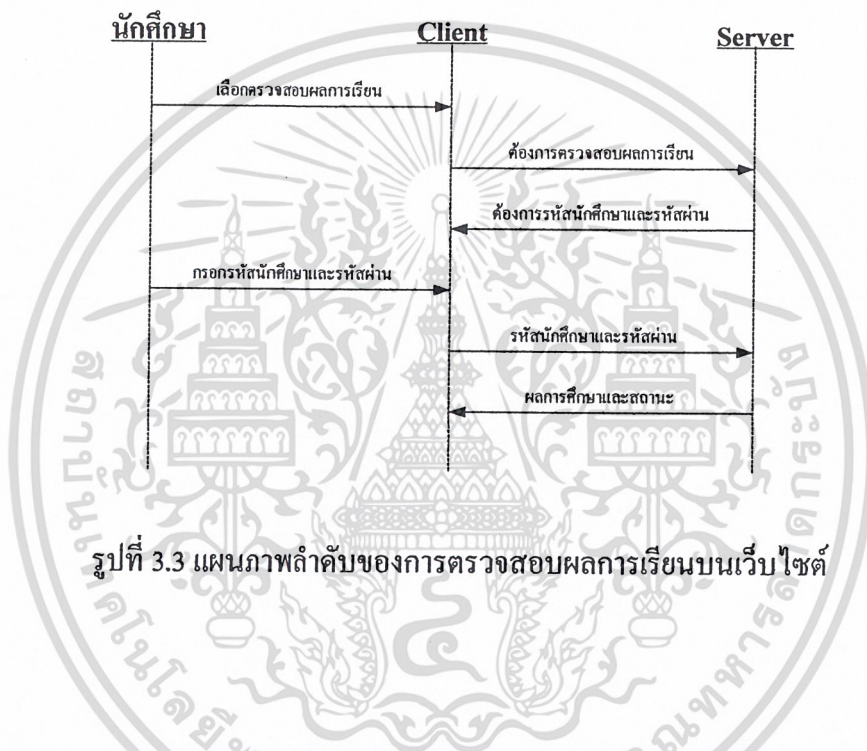 นักศึกษา
Client
Server
เลือกตรวจสอบผลการเรียน
ต้องการตรวจสอบผลการเรียน
ต้องการรหัสนักศึกษาและรหัสผ่าน
กรอกรหัสนักศึกษาและรหัสผ่าน
รหัสนักศึกษาและรหัสผ่าน
ผลการศึกษาและสถานะ
รูปที่ 3.3 แผนภาพลำดับของการตรวจสอบผลการเรียนบนเว็บไซต์